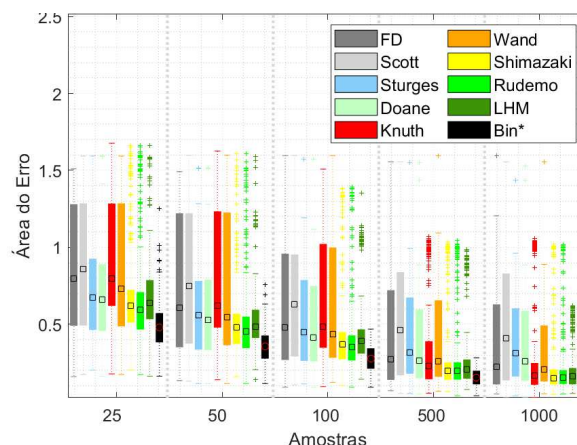 2.5
2
1.5
1
0.5
Área do Erro
FD
Scott
Sturges
Doane
Knuth
Wand
Shimazaki
Rudemo
LHM
Bin*
25 50 100 500 1000
Amostras